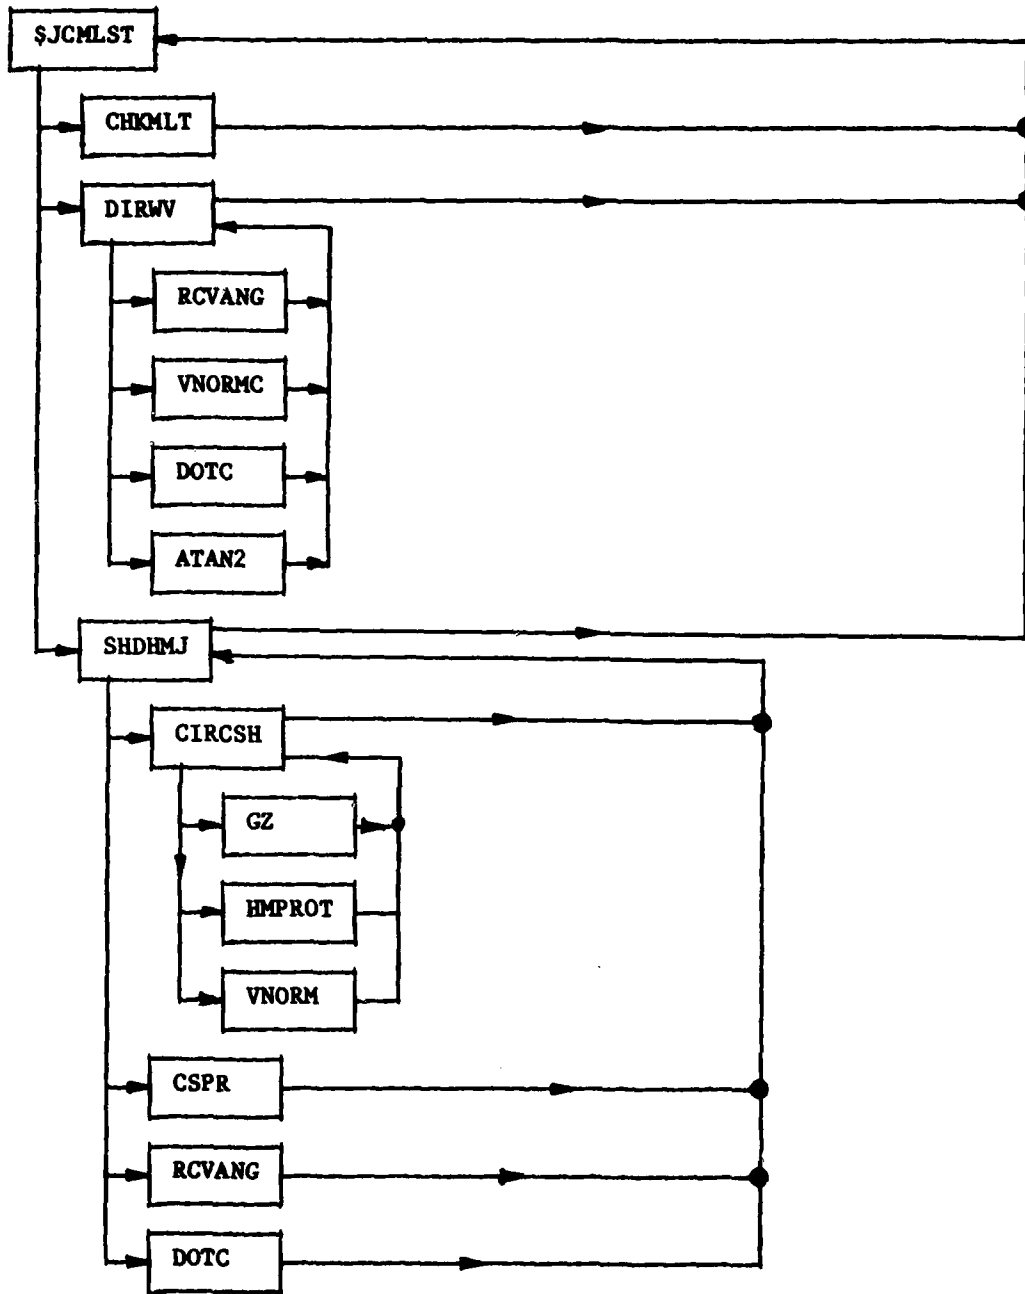 $JCMLST
CHKMLT
DIRWV
RCVANG
VNORMC
DOTC
ATAN2
SHDHMJ
CIRCSH
GZ
HMPROT
VNORM
CSPR
RCVANG
DOTC